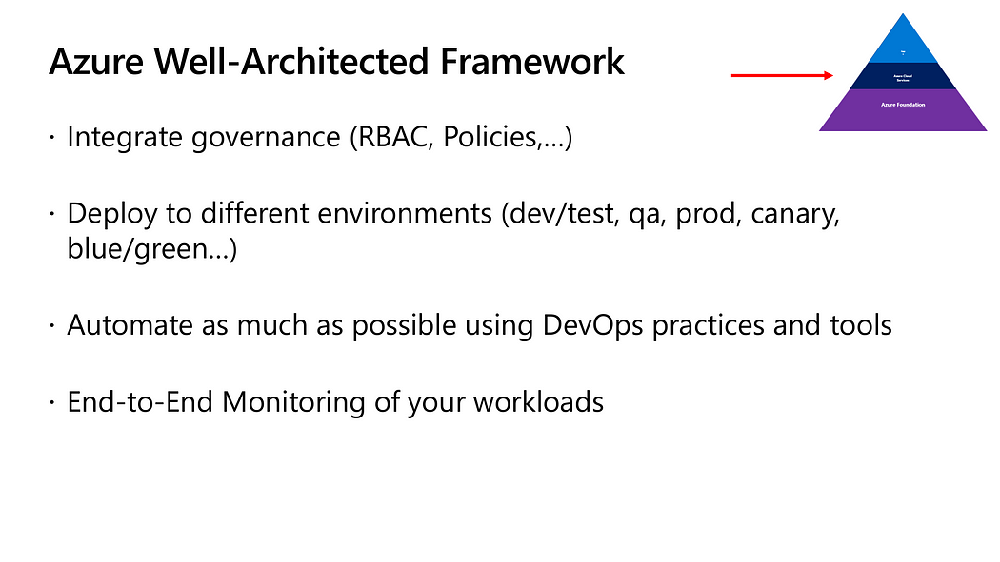 Azure Well-Architected Framework
• Integrate governance (RBAC, Policies,...)
• Deploy to different environments (dev/test, qa, prod, canary,
blue/green...)
• Automate as much as possible using DevOps practices and tools
• End-to-End Monitoring of your workloads
Azure Cloud
Services
Azure Foundation